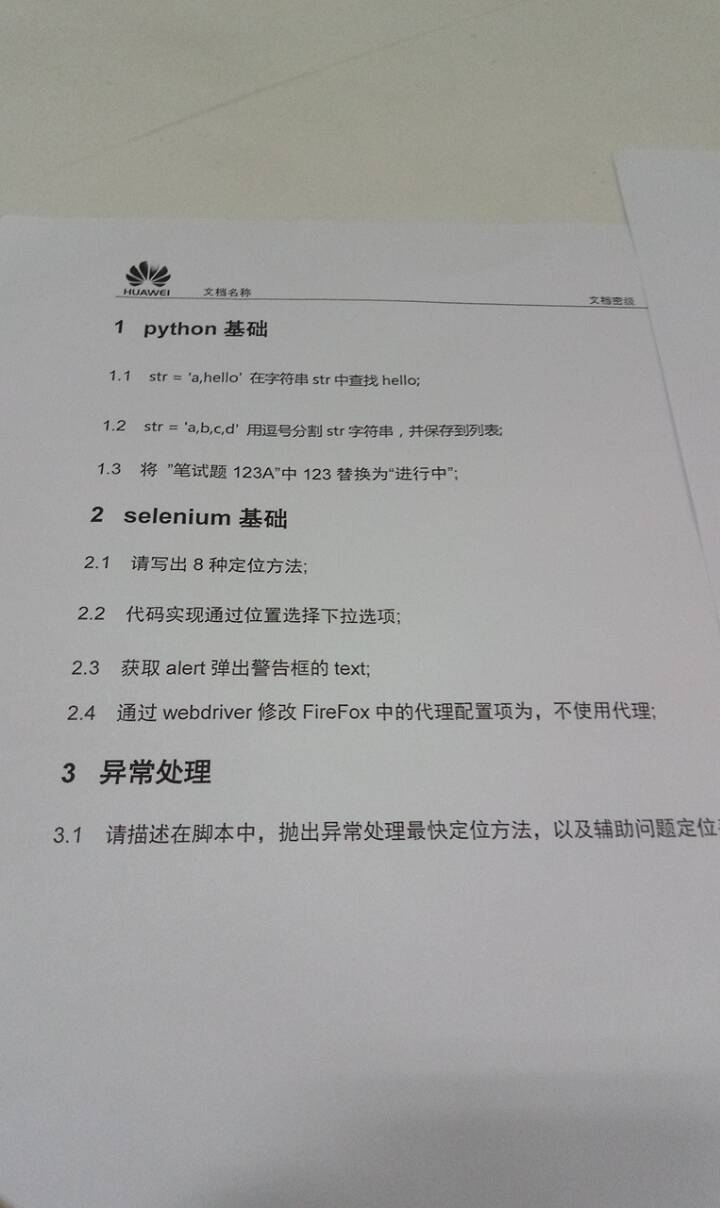 HUAWEI 文档名称 文档密级
1 python 基础
1.1 str = 'a,hello' 在字符串 str 中查找 hello;
1.2 str = 'a,b,c,d' 用逗号分割 str 字符串，并保存到列表;
1.3 将 ”笔试题 123A”中 123 替换为“进行中”;
2 selenium 基础
2.1 请写出 8 种定位方法;
2.2 代码实现通过位置选择下拉选项;
2.3 获取 alert 弹出警告框的 text;
2.4 通过 webdriver 修改 FireFox 中的代理配置项为，不使用代理;
3 异常处理
3.1 请描述在脚本中，抛出异常处理最快定位方法，以及辅助问题定位